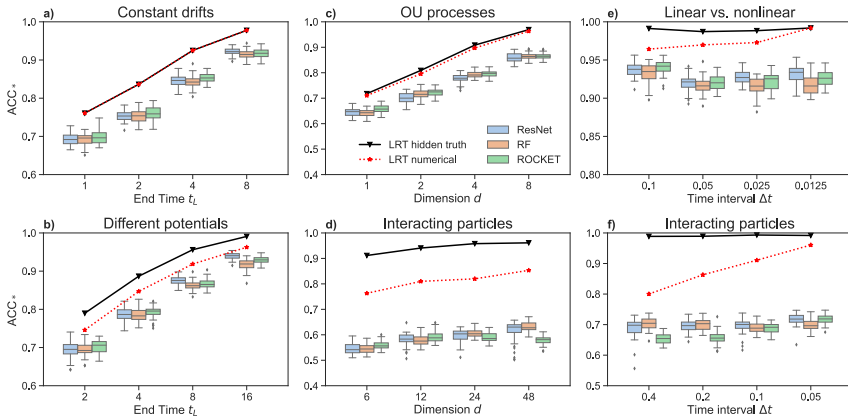 a)
Constant drifts
1.0
0.9
0.8
0.7
0.6
ACC*
1 2 4 8
End Time t_L
c)
OU processes
1.0
0.9
0.8
0.7
0.6
0.5
0.4
LRT hidden truth
LRT numerical
ResNet
RF
ROCKET
1 2 4 8
Dimension d
e)
Linear vs. nonlinear
1.00
0.95
0.90
0.85
0.80
0.1 0.05 0.025 0.0125
Time interval Δt
b)
Different potentials
1.0
0.9
0.8
0.7
0.6
ACC*
2 4 8 16
End Time t_L
d)
Interacting particles
1.0
0.9
0.8
0.7
0.6
0.5
0.4
6 12 24 48
Dimension d
f)
Interacting particles
1.0
0.9
0.8
0.7
0.6
0.5
0.4 0.2 0.1 0.05
Time interval Δt